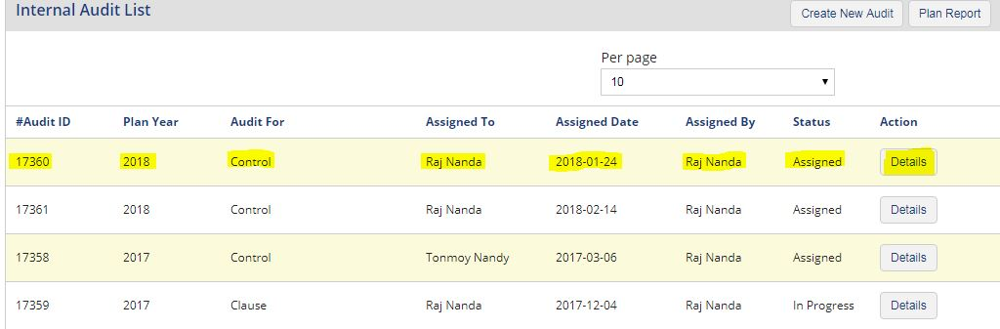 Internal Audit List Create New Audit Plan Report
Per page
10
#Audit ID Plan Year Audit For Assigned To Assigned Date Assigned By Status Action
17360 2018 Control Raj Nanda 2018-01-24 Raj Nanda Assigned Details
17361 2018 Control Raj Nanda 2018-02-14 Raj Nanda Assigned Details
17358 2017 Control Tonmoy Nandy 2017-03-06 Raj Nanda Assigned Details
17359 2017 Clause Raj Nanda 2017-12-04 Raj Nanda In Progress Details